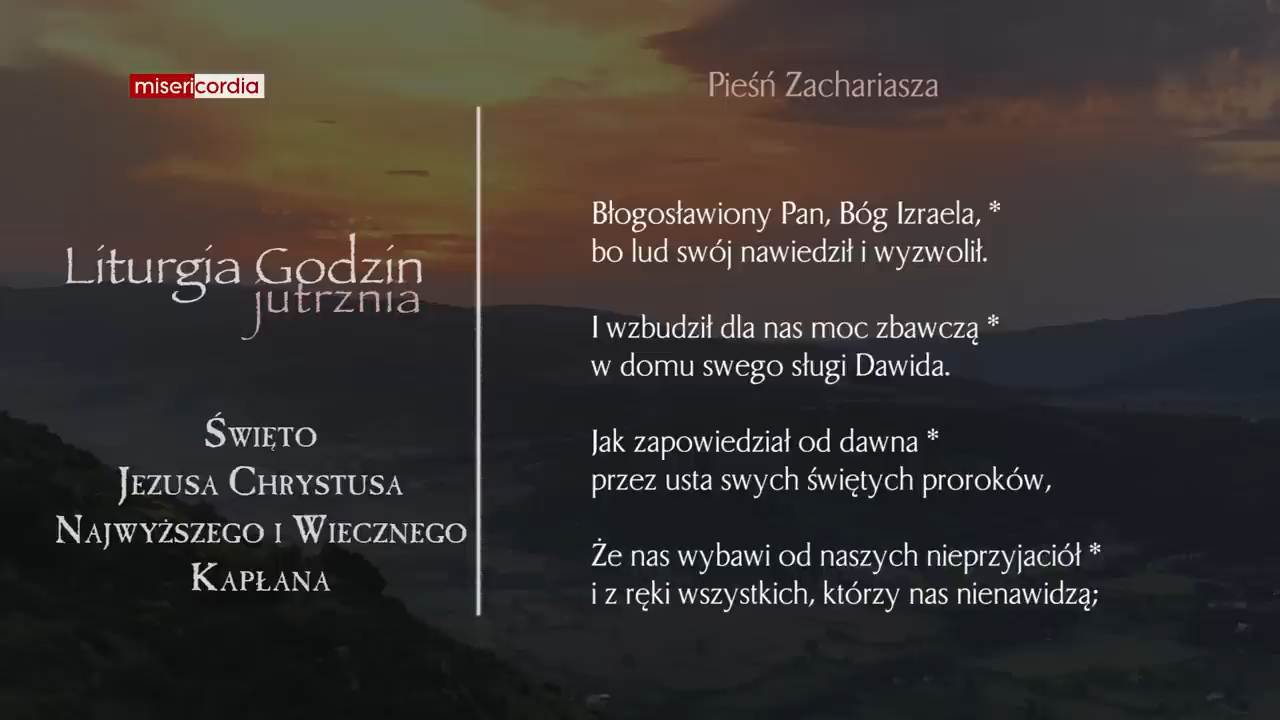 misericordia
Liturgia Godzin
jutrznia
Święto
Jezusa Chrystusa
Najwyższego i Wiecznego
Kapłana
Pieśń Zachariasza
Błogosławiony Pan, Bóg Izraela, *
bo lud swój nawiedził i wyzwolił.
I wzbudził dla nas moc zbawczą *
w domu swego sługi Dawida.
Jak zapowiedział od dawna *
przez usta swych świętych proroków,
Że nas wybawi od naszych nieprzyjaciół *
i z ręki wszystkich, którzy nas nienawidzą;